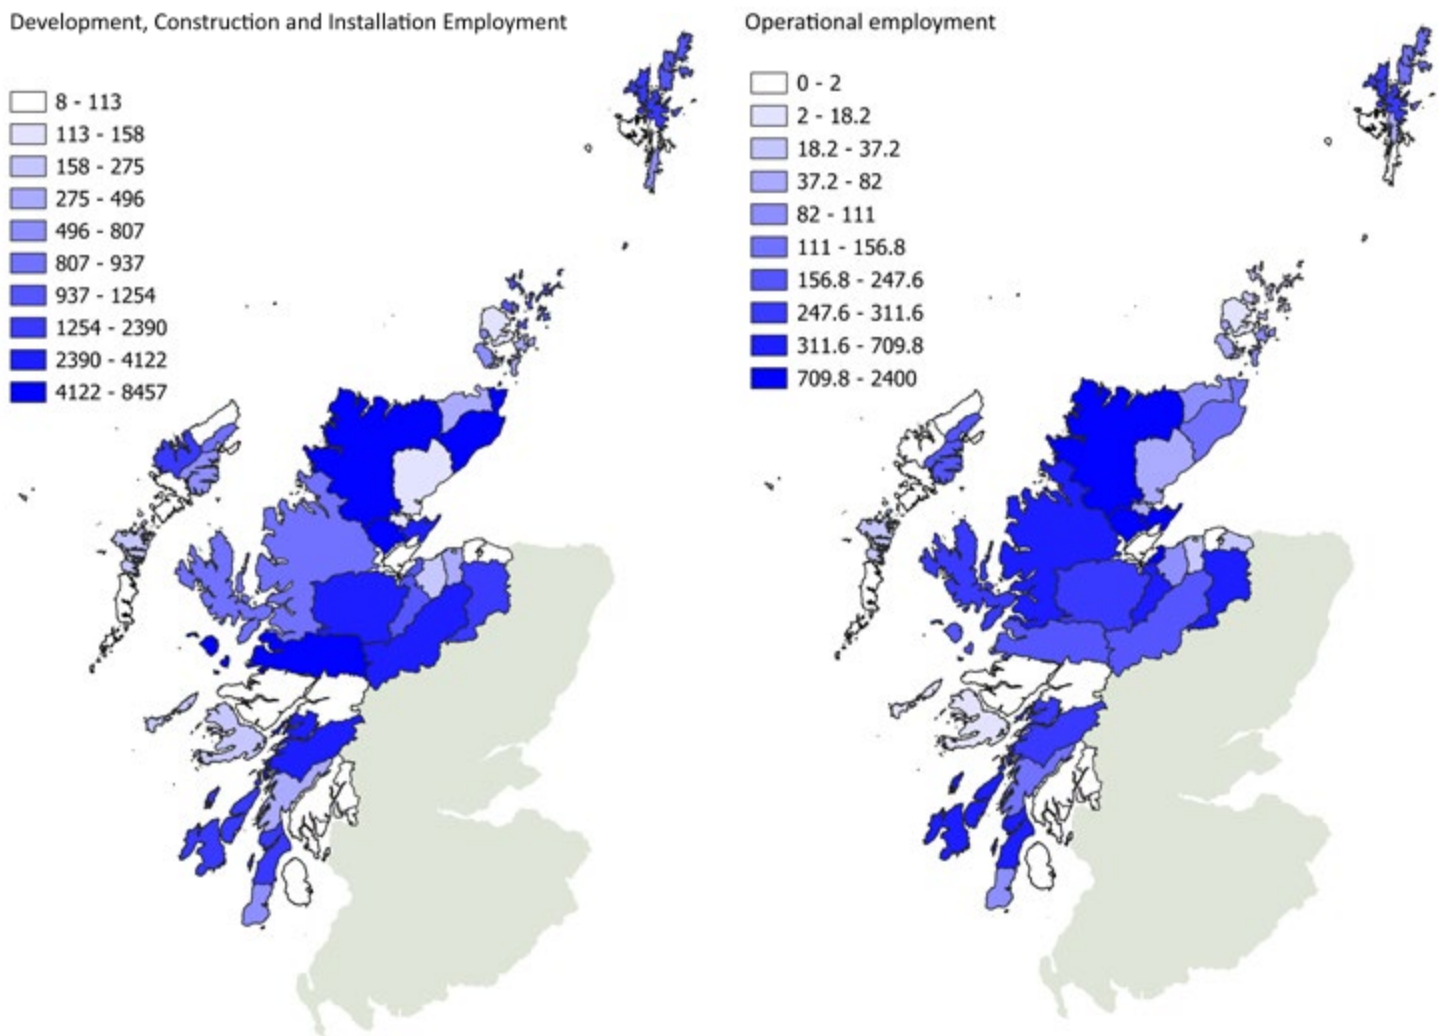 Development, Construction and Installation Employment
8 - 113
113 - 158
158 - 275
275 - 496
496 - 807
807 - 937
937 - 1254
1254 - 2390
2390 - 4122
4122 - 8457
Operational employment
0 - 2
2 - 18.2
18.2 - 37.2
37.2 - 82
82 - 111
111 - 156.8
156.8 - 247.6
247.6 - 311.6
311.6 - 709.8
709.8 - 2400